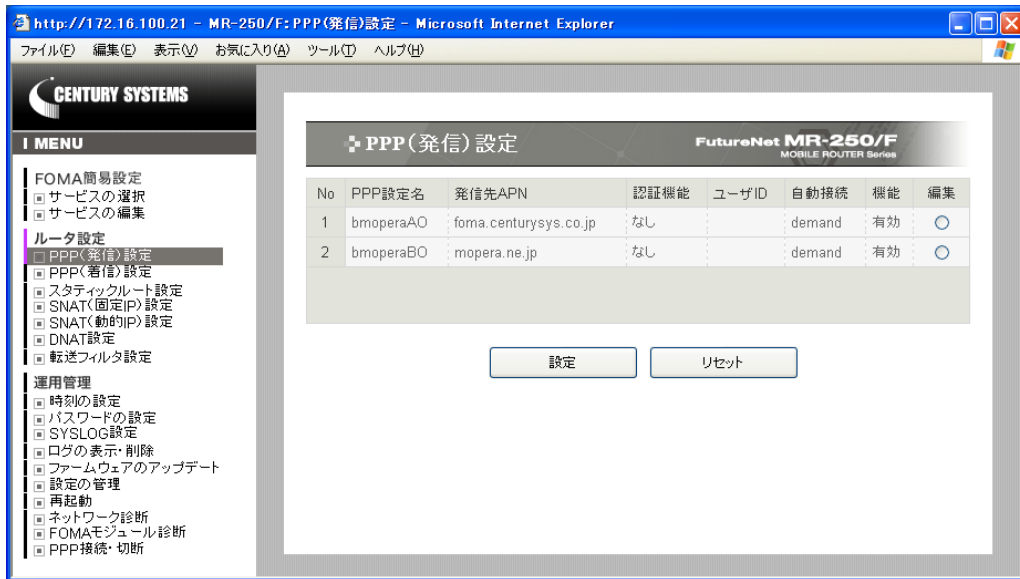 http://172.16.100.21 - MR-250/F:PPP(発信)設定 - Microsoft Internet Explorer
ファイル(F) 編集(E) 表示(V) お気に入り(A) ツール(T) ヘルプ(H)
CENTURY SYSTEMS
MENU
FOMA簡易設定
サービスの選択
サービスの編集
ルータ設定
PPP(発信)設定
PPP(着信)設定
スタティックルート設定
SNAT(固定IP)設定
SNAT(動的IP)設定
DNAT設定
転送フィルタ設定
運用管理
時刻の設定
パスワードの設定
SYSLOG設定
ログの表示・削除
ファームウェアのアップデート
設定の管理
再起動
ネットワーク診断
FOMAモジュール診断
PPP接続・切断
PPP(発信)設定
FutureNet MR-250/F
MOBILE ROUTER Series
No PPP設定名 発信先APN 認証機能 ユーザID 自動接続 機能 編集
1 bmoperaAO foma.centurysys.co.jp なし demand 有効
2 bmoperaBO mopera.ne.jp なし demand 有効
設定 リセット